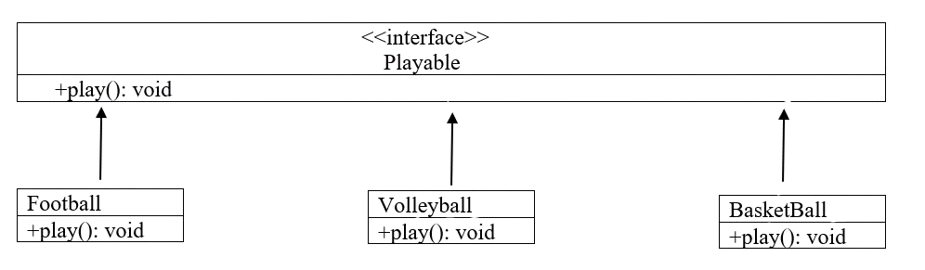 <<interface>>
Playable
+play(): void
Football
+play(): void
Volleyball
+play(): void
BasketBall
+play(): void